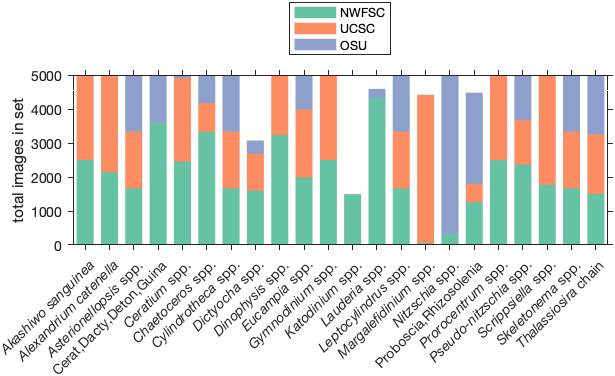 NWFSC
UCSC
OSU
total images in set
5000
4000
3000
2000
1000
0
Akashiwo sanguinea
Alexandrium catenella
Asterionellopsis spp.
Cerat,Dacty,Deton,Guina
Ceratium spp.
Chaetoceros spp.
Cylindrotheca spp.
Dictyocha spp.
Dinophysis spp.
Eucampia spp.
Gymnodinium spp.
Katodinium spp.
Lauderia spp.
Leptocylindrus spp.
Margalefidinium spp.
Nitzschia spp.
Proboscia,Rhizosolenia
Prorocentrum spp.
Pseudo-nitzschia spp.
Scrippsiella spp.
Skeletonema spp.
Thalassiosira chain